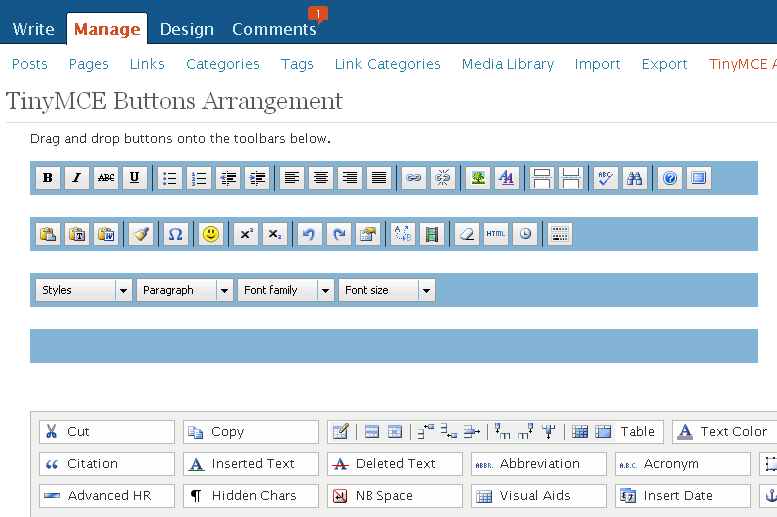 1
Write Manage Design Comments
Posts Pages Links Categories Tags Link Categories Media Library Import Export TinyMCE A
TinyMCE Buttons Arrangement
Drag and drop buttons onto the toolbars below.
B I ABC U ABC
HTML
Styles Paragraph Font family Font size
Cut Copy Table Text Color
Citation Inserted Text Deleted Text ABBR. Abbreviation A.B.C. Acronym
Advanced HR Hidden Chars NB Space Visual Aids Insert Date